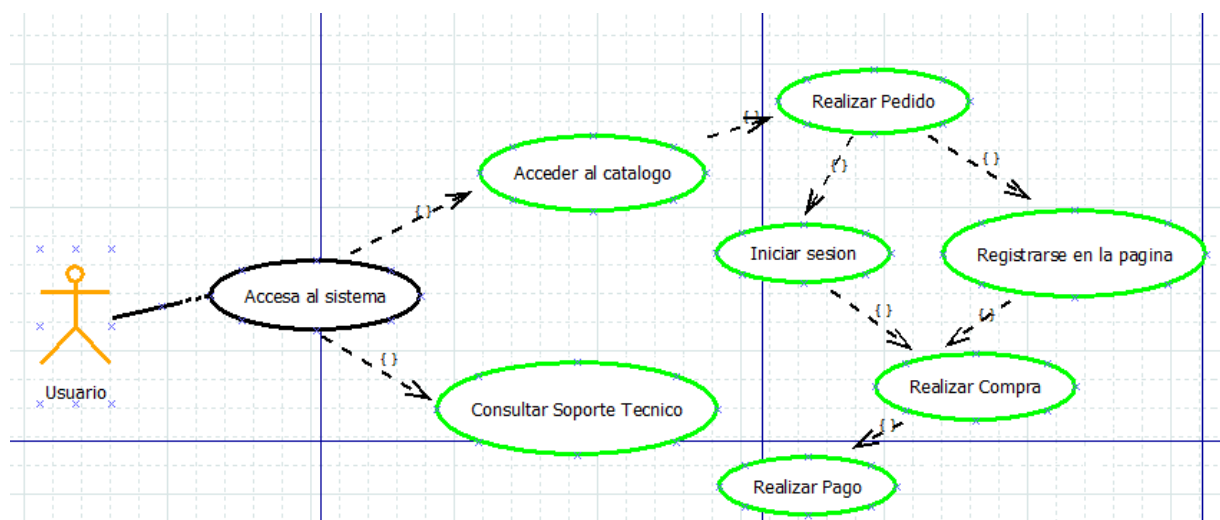 Realizar Pedido
{ }
Acceder al catalogo
{ }
{ }
{ }
Iniciar sesion
Registrarse en la pagina
Accesa al sistema
{ }
{ }
{ }
Usuario
Realizar Compra
Consultar Soporte Tecnico
{ }
Realizar Pago